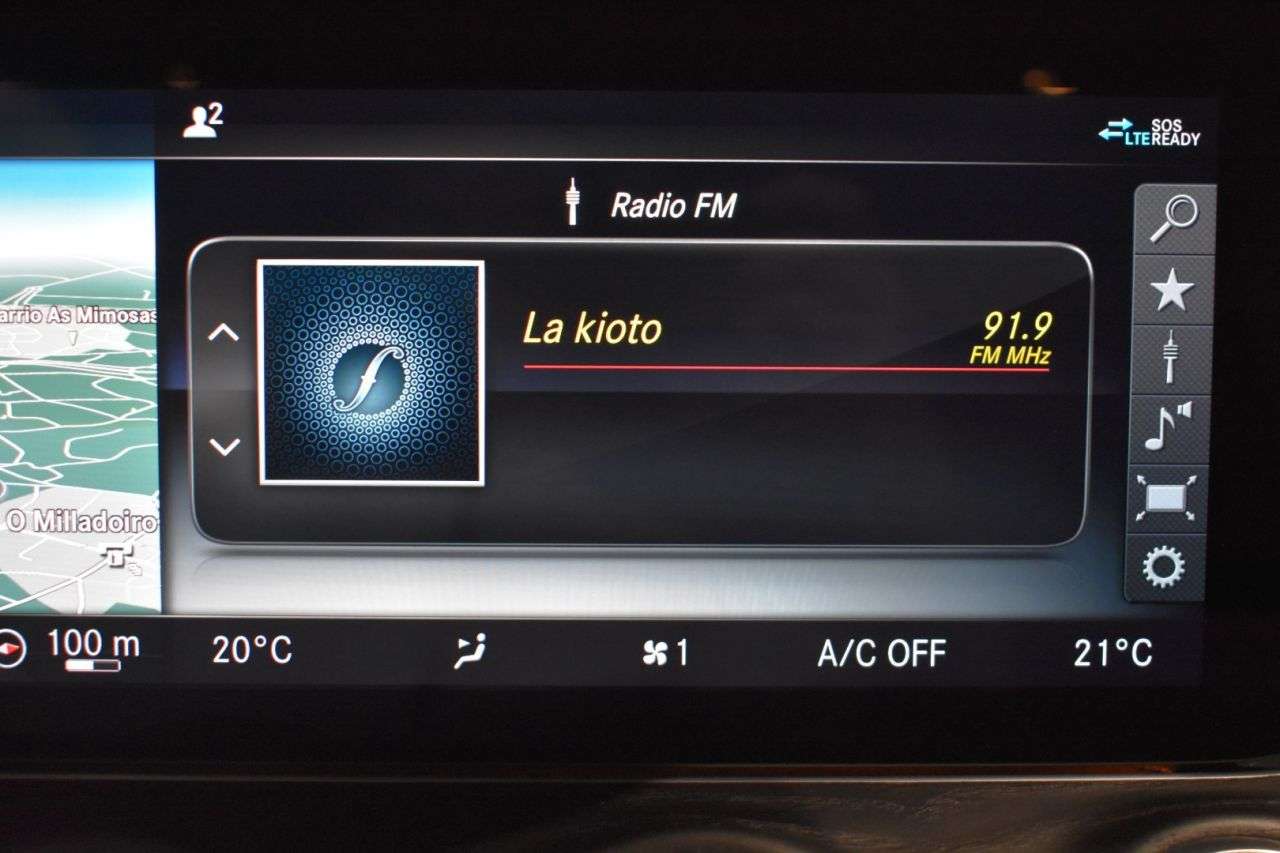 2
LTE
SOS
READY
Radio FM
arrio As Mimosas
La kioto
91.9
FM MHz
f
O Milladoiro
100 m
20°C
1
A/C OFF
21°C